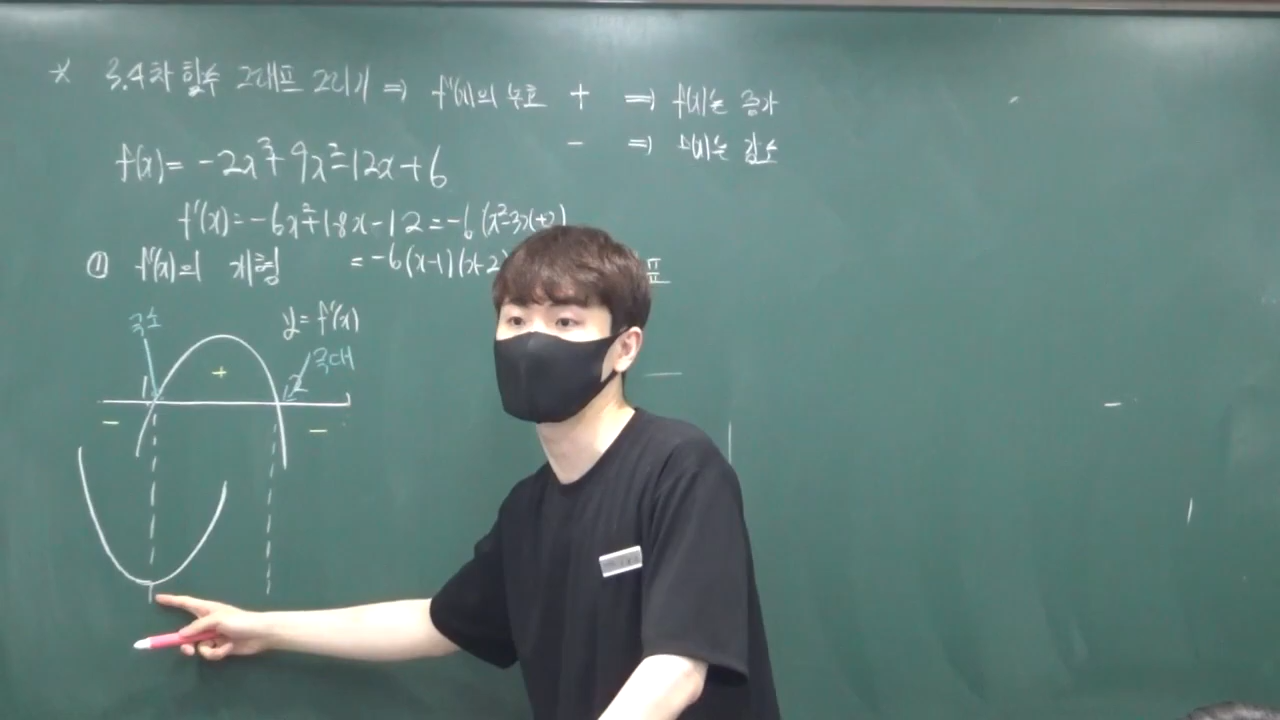 * 3.4차 함수 그래프 그리기 ⇒ f'(x)의 부호 + ⇒ f(x)는 증가
- ⇒ f(x)는 감소
f(x) = -2x³+9x²-12x+6
f'(x) = -6x²+18x-12 = -6(x²-3x+2)
① f'(x)의 = -6(x-1)(x-2)
극소 y=f'(x)
극대
+
1 2
- -